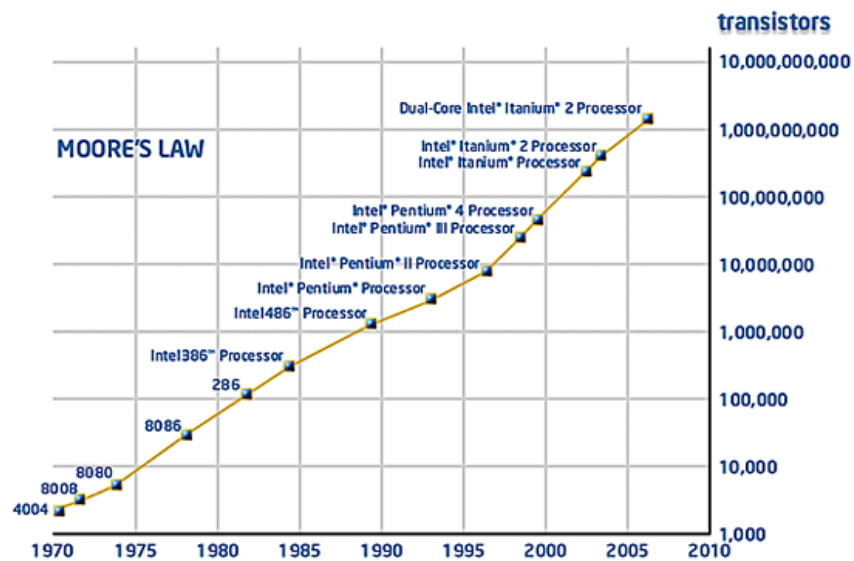 transistors
10,000,000,000
Dual-Core Intel® Itanium® 2 Processor
1,000,000,000
MOORE'S LAW
Intel® Itanium® 2 Processor
Intel® Itanium® Processor
100,000,000
Intel® Pentium® 4 Processor
Intel® Pentium® III Processor
Intel® Pentium® II Processor
10,000,000
Intel® Pentium® Processor
Intel486™ Processor
1,000,000
Intel386™ Processor
286
100,000
8086
8080
10,000
8008
4004
1,000
1970 1975 1980 1985 1990 1995 2000 2005 2010